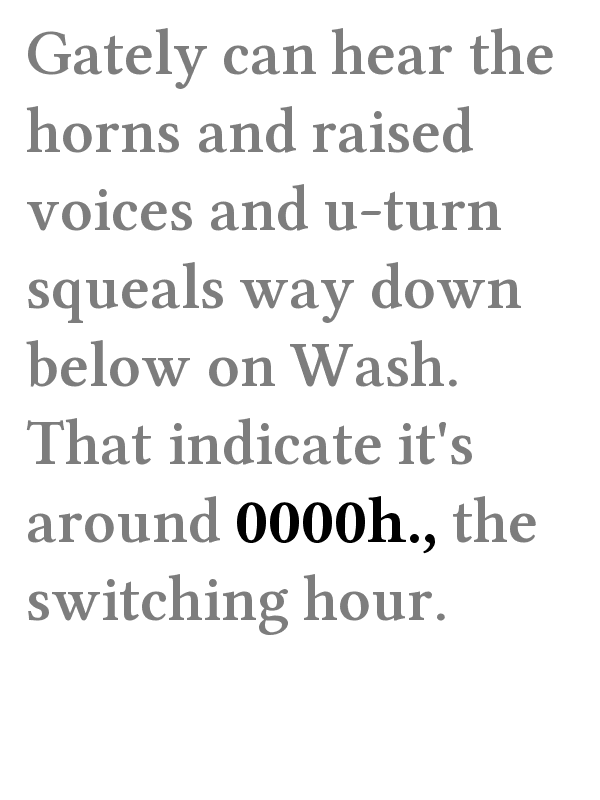 Gately can hear the
horns and raised
voices and u-turn
squeals way down
below on Wash.
That indicate it's
around 0000h., the
switching hour.